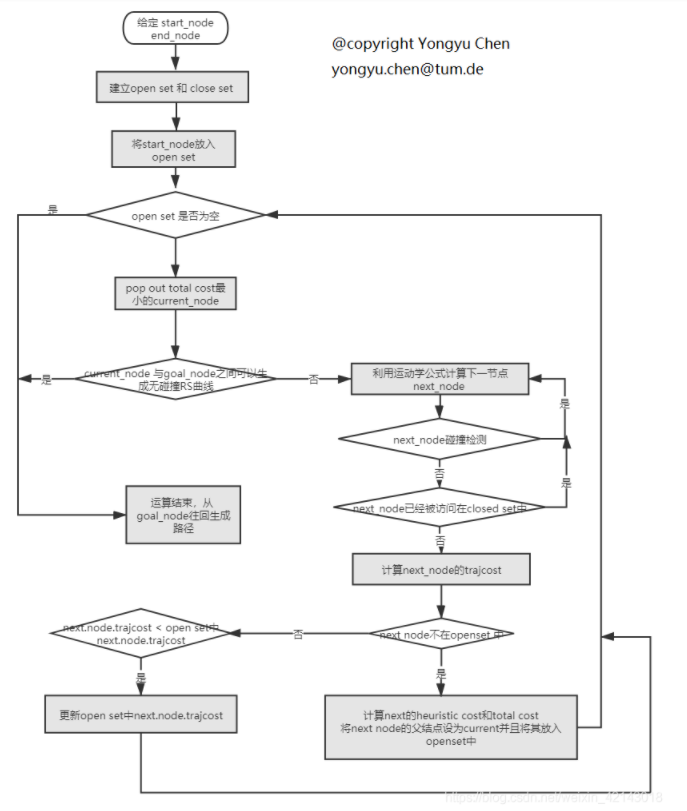 给定 start_node
end_node
@copyright Yongyu Chen
yongyu.chen@tum.de
建立open set 和 close set
将start_node放入
open set
open set 是否为空
是
pop out total cost最
小的current_node
current_node 与goal_node之间可以生
成无碰撞RS曲线
是
否
利用运动学公式计算下一节点
next_node
是
next_node碰撞检测
否
是
next_node已经被访问在closed set中
运算结束，从
goal_node往回生成
路径
否
计算next_node的trajcost
next node不在openset 中
否
next.node.trajcost < open set中
next.node.trajcost
是
是
更新open set中next.node.trajcost
计算next的heuristic cost和total cost
将next node的父结点设为current并且将其放入
openset中